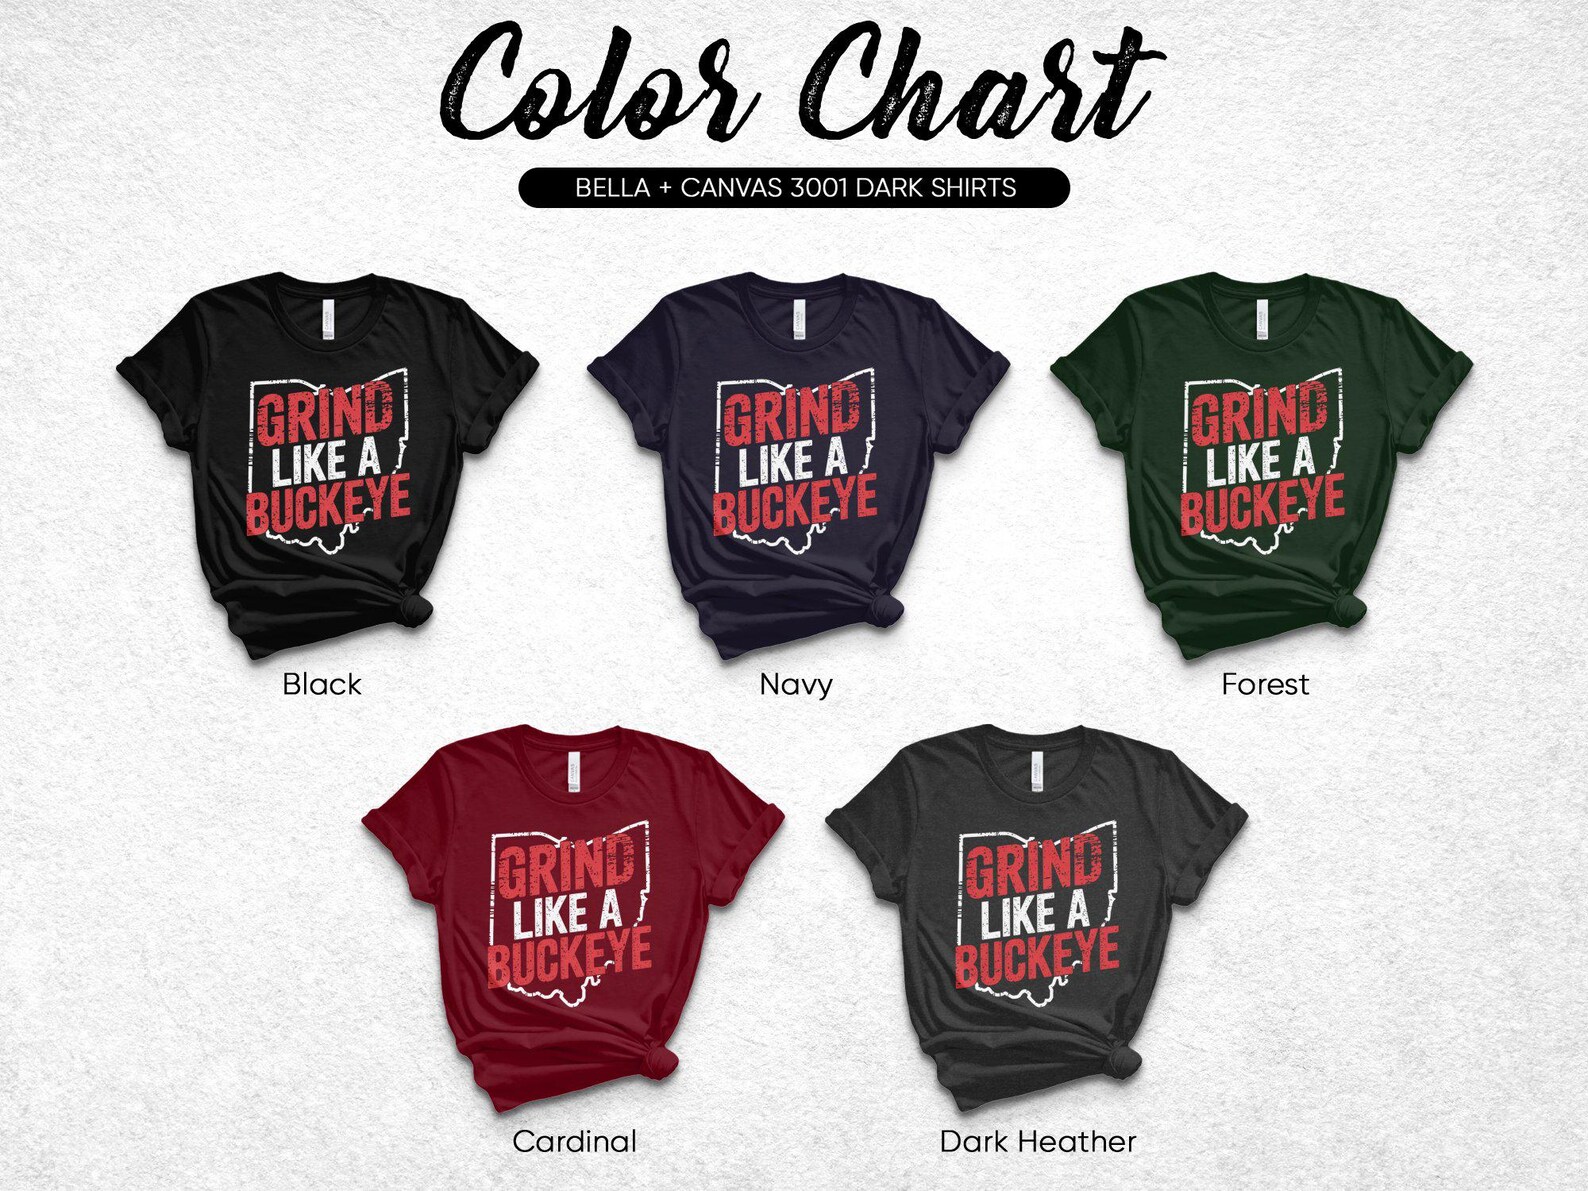 Color Chart
BELLA + CANVAS 3001 DARK SHIRTS
GRIND
LIKE A
BUCKEYE
Black
GRIND
LIKE A
BUCKEYE
Navy
GRIND
LIKE A
BUCKEYE
Forest
GRIND
LIKE A
BUCKEYE
Cardinal
GRIND
LIKE A
BUCKEYE
Dark Heather